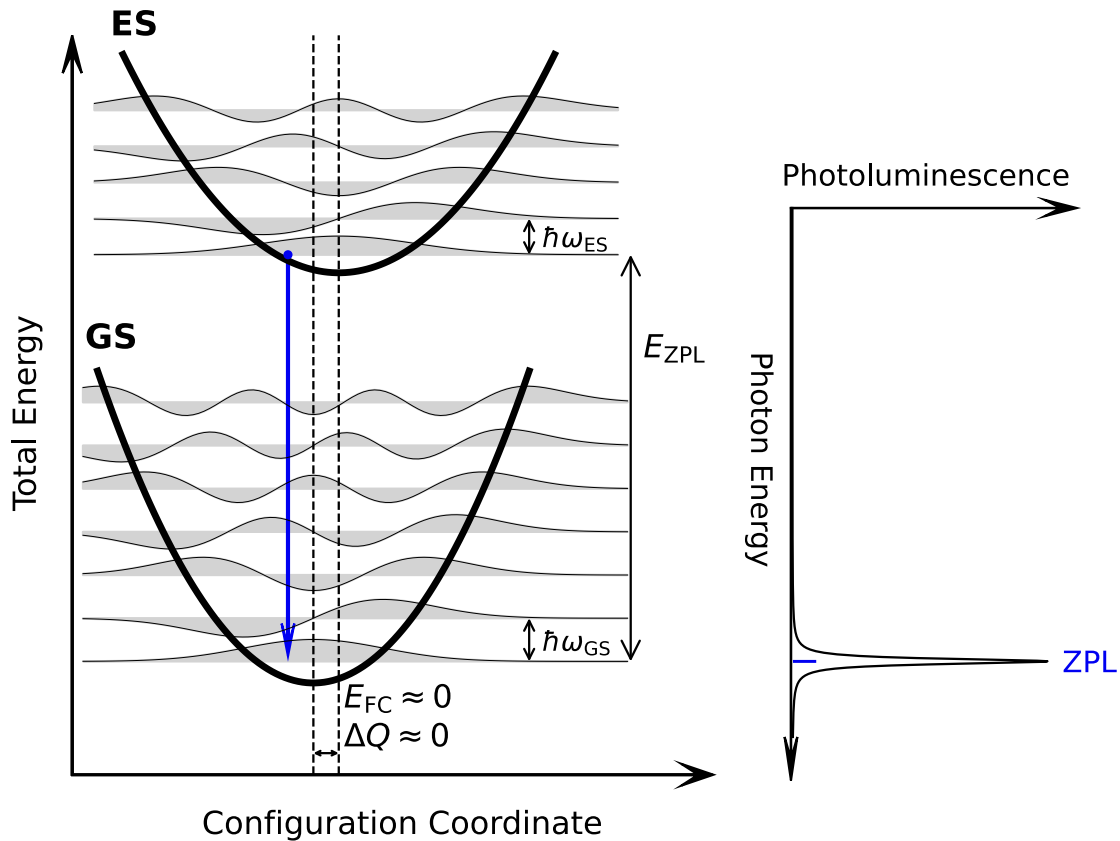 ES
ℏω_ES
GS
E_ZPL
ℏω_GS
E_FC ≈ 0
ΔQ ≈ 0
Total Energy
Configuration Coordinate
Photoluminescence
Photon Energy
ZPL